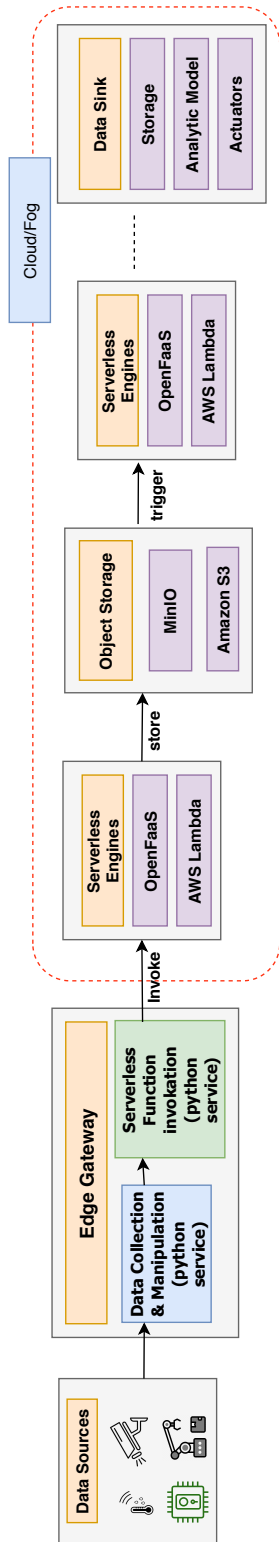 Data Sources
Edge Gateway
Data Collection
& Manipulation
(python
service)
Serverless
Function
invokation
(python
service)
Invoke
Cloud/Fog
Serverless
Engines
OpenFaaS
AWS Lambda
store
Object Storage
MinIO
Amazon S3
trigger
Serverless
Engines
OpenFaaS
AWS Lambda
Data Sink
Storage
Analytic Model
Actuators